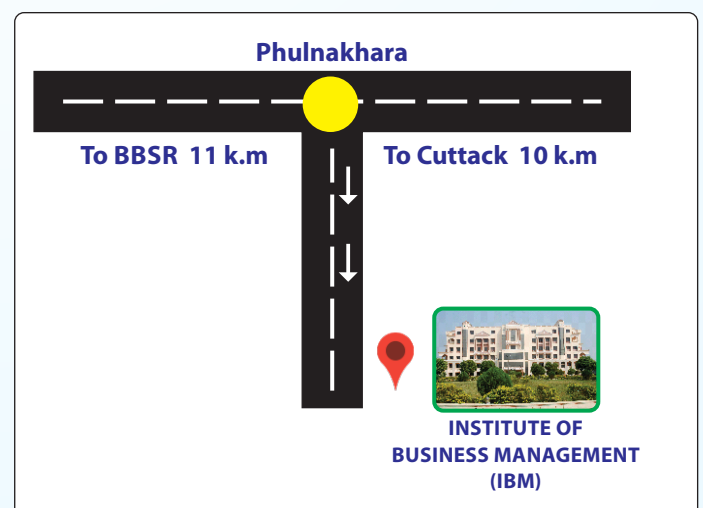 Phulnakhara
To BBSR 11 k.m
To Cuttack 10 k.m
INSTITUTE OF
BUSINESS MANAGEMENT
(IBM)